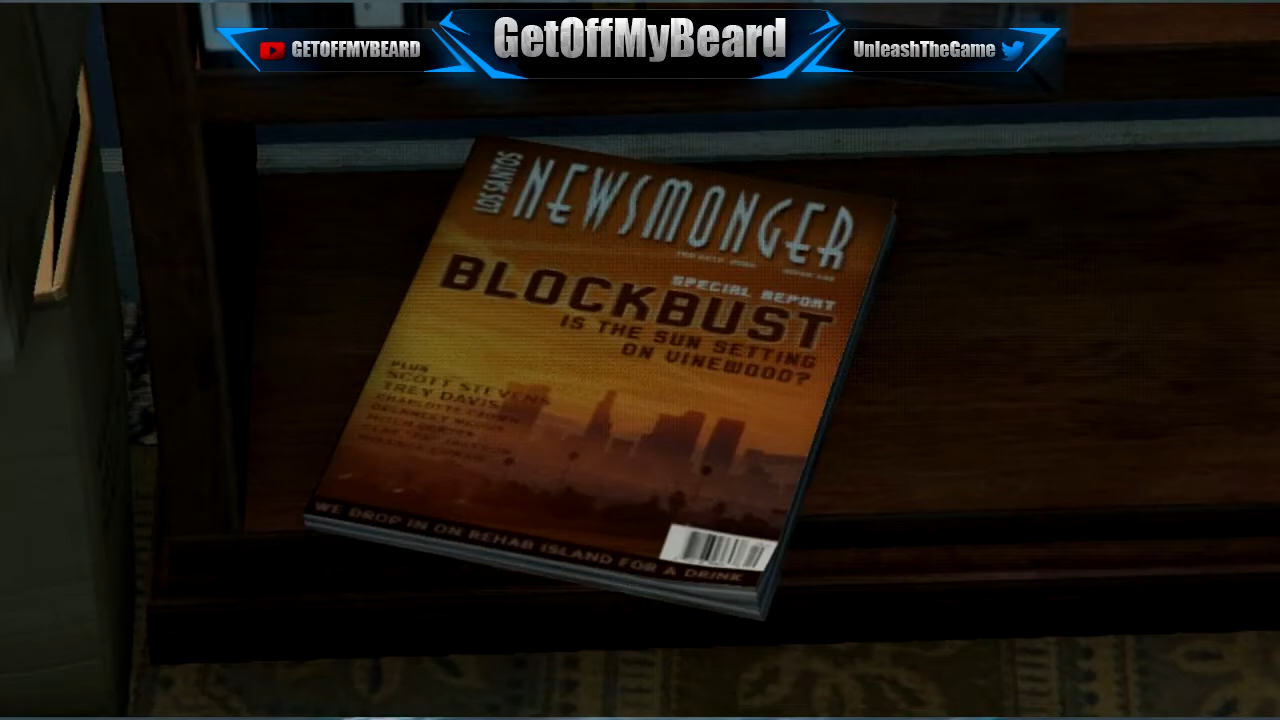 GetOffMyBeard
GETOFFMYBEARD
UnleashTheGame
LOS SANTOS
NEWSMONGER
SPECIAL REPORT
BLOCKBUST
IS THE SUN SETTING
ON VINEWOOD?
PLUS
SCOTT STEVENS
TREY DAVIS
WE DROP IN ON REHAB ISLAND FOR A DRINK